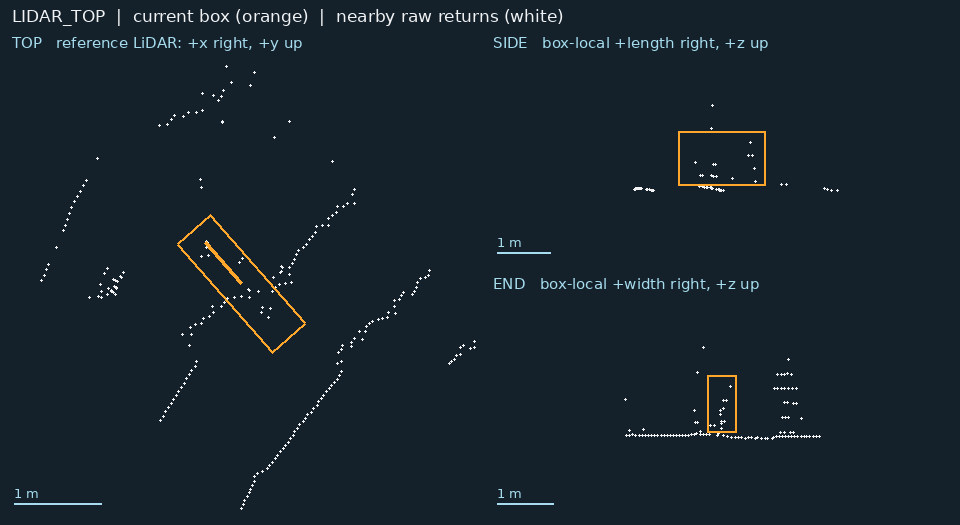 LIDAR_TOP | current box (orange) | nearby raw returns (white)
TOP reference LiDAR: +x right, +y up
SIDE box-local +length right, +z up
1 m
END box-local +width right, +z up
1 m
1 m